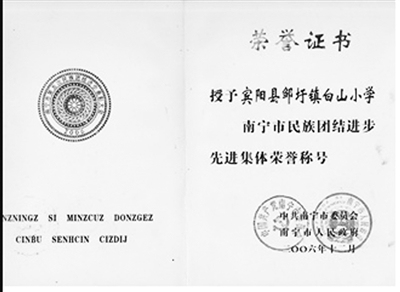 NZNINGZ SI MINZCUZ DONZGEZ
CINBU SENHCIN CIZDIJ
荣誉证书
授予宾阳县邹圩镇白山小学
南宁市民族团结进步
先进集体荣誉称号
中共南宁市委员会
南宁市人民政府
二〇〇六年十一月